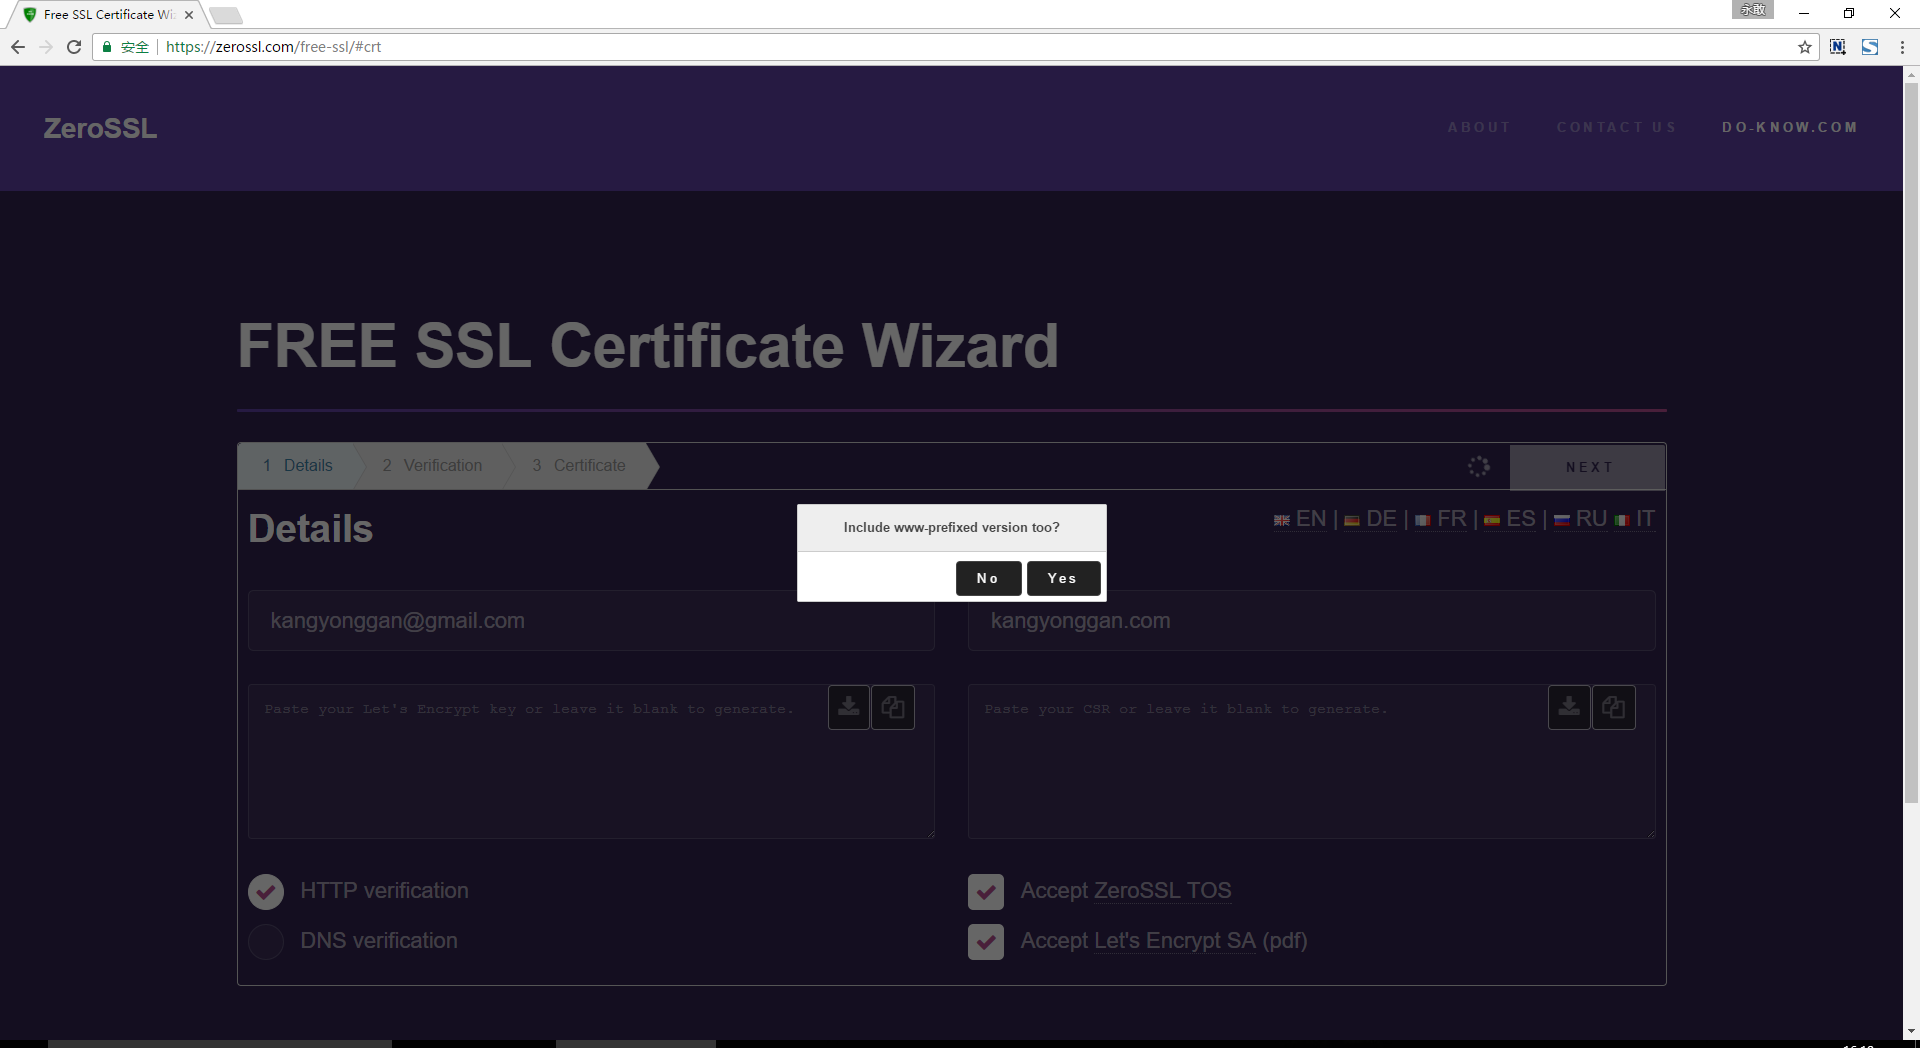 Free SSL Certificate Wi
永敢
安全 https://zerossl.com/free-ssl/#crt
ZeroSSL
ABOUT CONTACT US DO-KNOW.COM
FREE SSL Certificate Wizard
1 Details 2 Verification 3 Certificate NEXT
Details
EN | DE | FR | ES | RU IT
Include www-prefixed version too?
No Yes
kangyonggan@gmail.com kangyonggan.com
Paste your Let's Encrypt key or leave it blank to generate. Paste your CSR or leave it blank to generate.
HTTP verification Accept ZeroSSL TOS
DNS verification Accept Let's Encrypt SA (pdf)